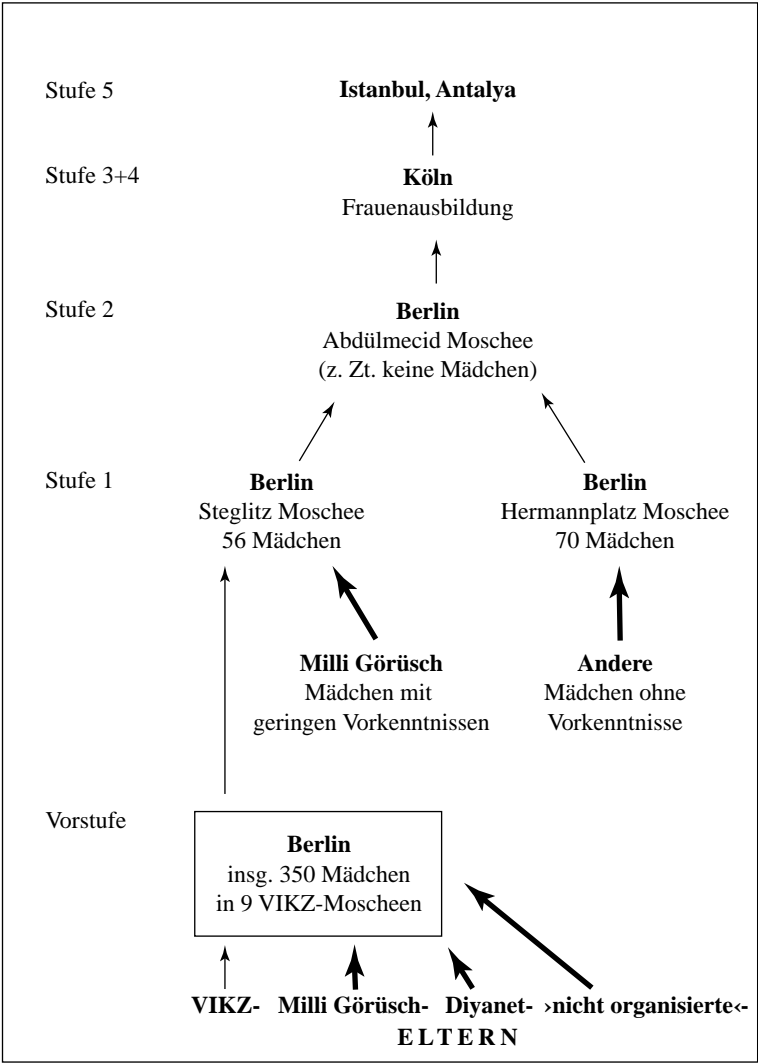 Stufe 5
Istanbul, Antalya
Stufe 3+4
Köln
Frauenausbildung
Stufe 2
Berlin
Abdülmecid Moschee
(z. Zt. keine Mädchen)
Stufe 1
Berlin
Steglitz Moschee
56 Mädchen
Berlin
Hermannplatz Moschee
70 Mädchen
Milli Görüsch
Mädchen mit
geringen Vorkenntnissen
Andere
Mädchen ohne
Vorkenntnisse
Vorstufe
Berlin
insg. 350 Mädchen
in 9 VIKZ-Moscheen
VIKZ- Milli Görüsch- Diyanet- ›nicht organisierte‹-
ELTERN